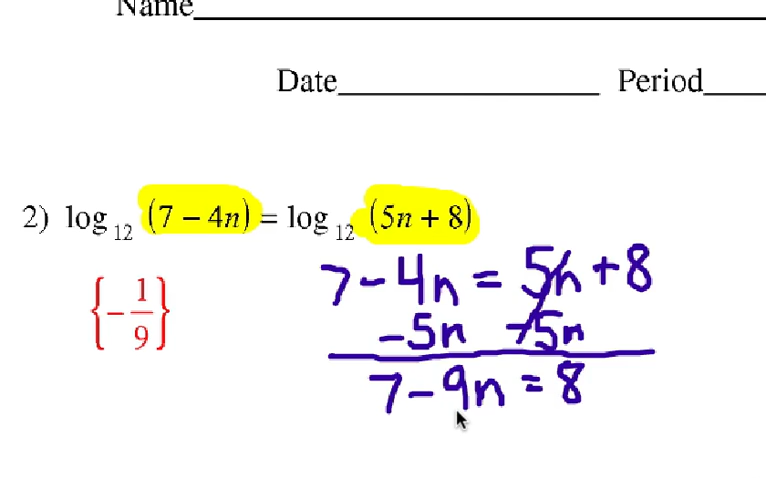 Name
Date Period
2) log₁₂ (7 − 4n) = log₁₂ (5n + 8)
{−1/9}
7 − 4n = 5n + 8
−5n −5n
7 − 9n = 8